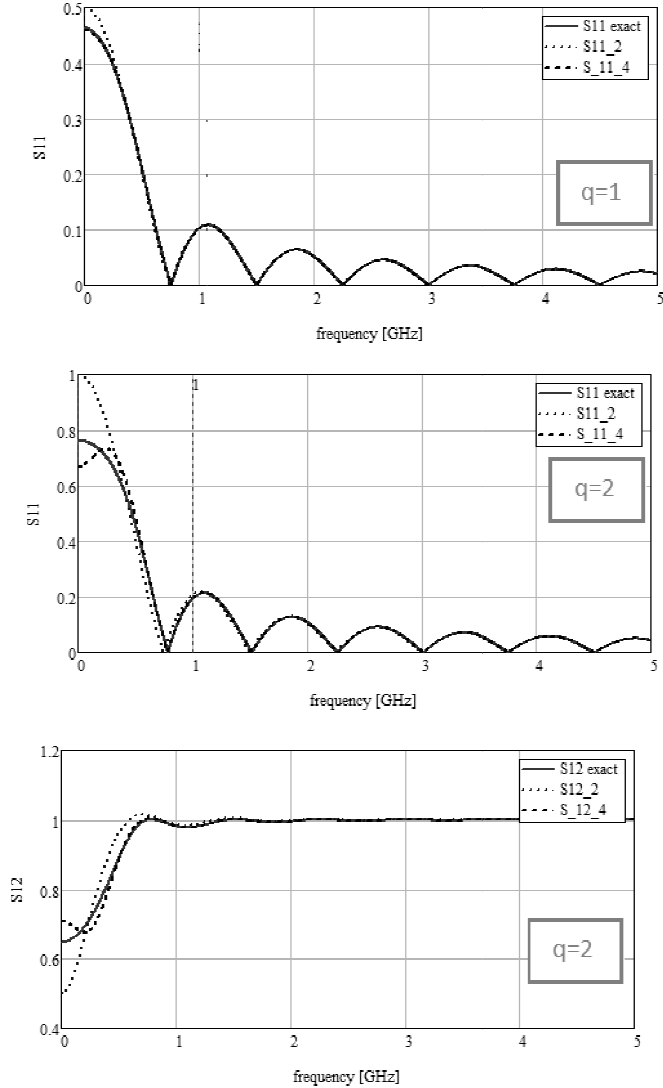 0.5
0.4
0.3
0.2
0.1
0
S11
S11 exact
S11_2
S_11_4
q=1
0 1 2 3 4 5
frequency [GHz]
1
0.8
0.6
0.4
0.2
0
S11
1
S11 exact
S11_2
S_11_4
q=2
0 1 2 3 4 5
frequency [GHz]
1.2
1
0.8
0.6
0.4
S12
S12 exact
S12_2
S_12_4
q=2
0 1 2 3 4 5
frequency [GHz]